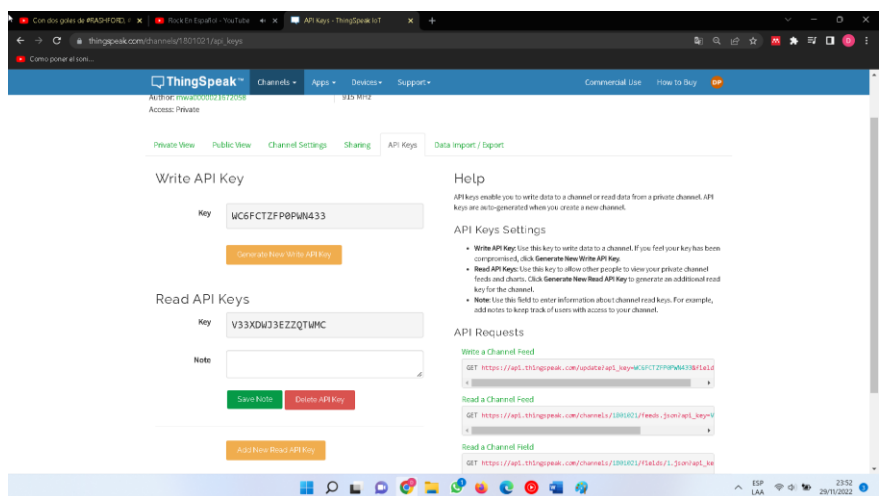 Con dos goles de #RASHFORD,
Rock En Español - YouTube
API Keys - ThingSpeak IoT
thingspeak.com/channels/1801021/api_keys
Como poner el soni...
ThingSpeak™
Channels
Apps
Devices
Support
Commercial Use
How to Buy
DP
Author: mwa0000021672058
915 MHz
Access: Private
Private View
Public View
Channel Settings
Sharing
API Keys
Data Import / Export
Write API Key
Key
WC6FCTZFP0PWN433
Generate New Write API Key
Read API Keys
Key
V33XDWJ3EZZQTWMC
Note
Save Note
Delete API Key
Add New Read API Key
Help
API keys enable you to write data to a channel or read data from a private channel. API
keys are auto-generated when you create a new channel.
API Keys Settings
Write API Key: Use this key to write data to a channel. If you feel your key has been
compromised, click Generate New Write API Key.
Read API Keys: Use this key to allow other people to view your private channel
feeds and charts. Click Generate New Read API Key to generate an additional read
key for the channel.
Note: Use this field to enter information about channel read keys. For example,
add notes to keep track of users with access to your channel.
API Requests
Write a Channel Feed
GET https://api.thingspeak.com/update?api_key=WC6FCTZFP0PWN433&field
Read a Channel Feed
GET https://api.thingspeak.com/channels/1801021/feeds.json?api_key=V
Read a Channel Field
GET https://api.thingspeak.com/channels/1801021/fields/1.json?api_ke
ESP
LAA
23:52
29/11/2022